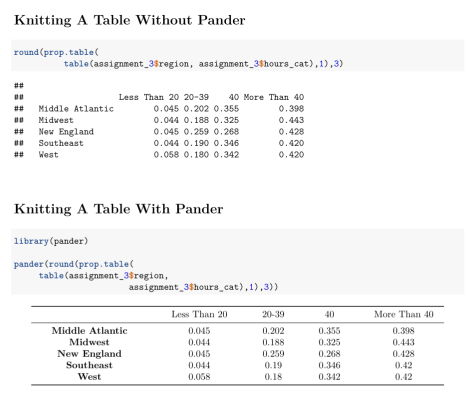 Knitting A Table Without Pander
round(prop.table(
table(assignment_3$region, assignment_3$hours_cat),1),3)
##
## Less Than 20 20-39 40 More Than 40
## Middle Atlantic 0.045 0.202 0.355 0.398
## Midwest 0.044 0.188 0.325 0.443
## New England 0.045 0.259 0.268 0.428
## Southeast 0.044 0.190 0.346 0.420
## West 0.058 0.180 0.342 0.420
Knitting A Table With Pander
library(pander)
pander(round(prop.table(
table(assignment_3$region,
assignment_3$hours_cat),1),3))
Less Than 20 20-39 40 More Than 40
Middle Atlantic 0.045 0.202 0.355 0.398
Midwest 0.044 0.188 0.325 0.443
New England 0.045 0.259 0.268 0.428
Southeast 0.044 0.19 0.346 0.42
West 0.058 0.18 0.342 0.42